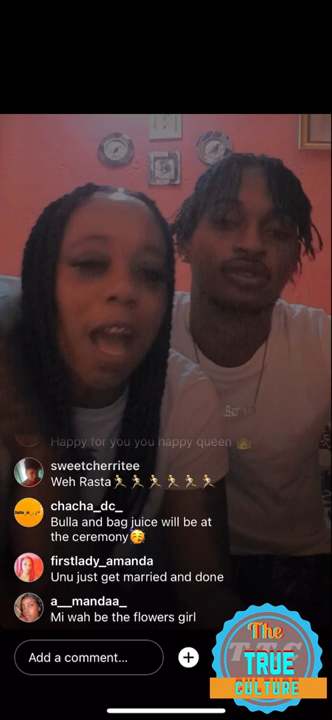 Happy for you you happy queen 👑
sweetcherritee
Weh Rasta🏃🏃🏃🏃🏃🏃
chacha_dc_
Bulla and bag juice will be at
the ceremony🥰
firstlady_amanda
Unu just get married and done
a__mandaa_
Mi wah be the flowers girl
Add a comment...
The
TRUE
CULTURE